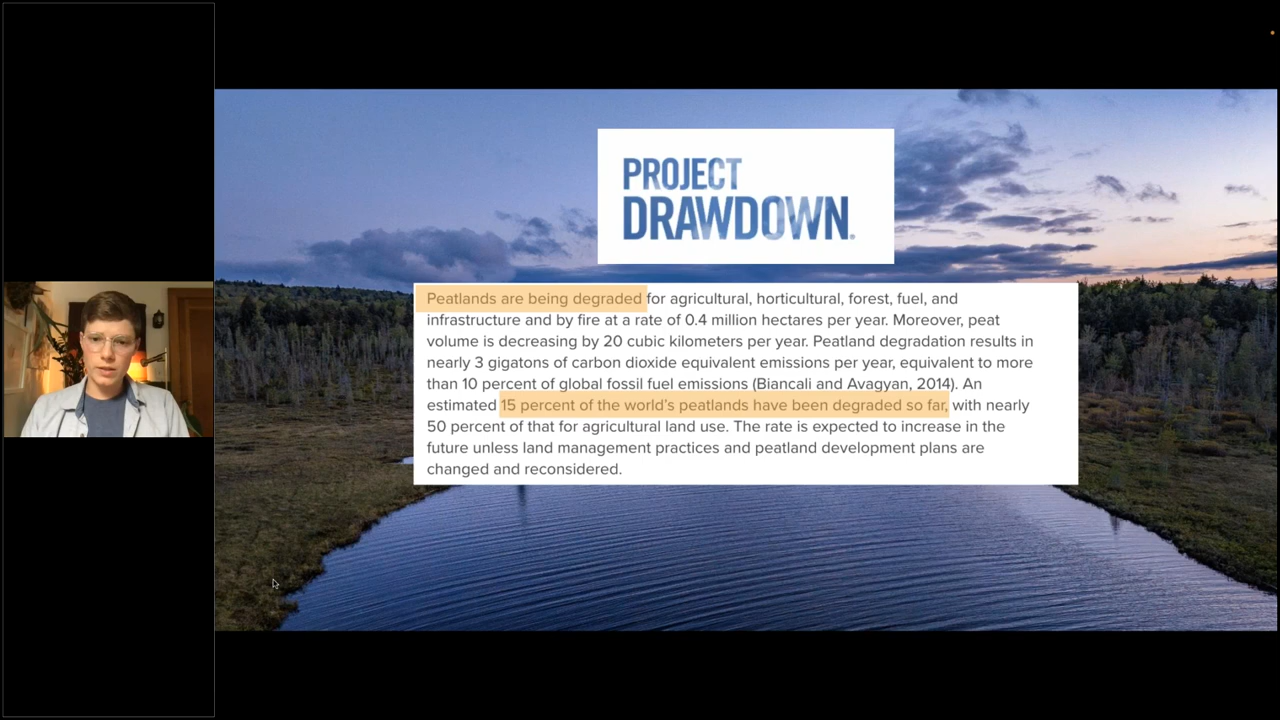 PROJECT
DRAWDOWN.
Peatlands are being degraded for agricultural, horticultural, forest, fuel, and
infrastructure and by fire at a rate of 0.4 million hectares per year. Moreover, peat
volume is decreasing by 20 cubic kilometers per year. Peatland degradation results in
nearly 3 gigatons of carbon dioxide equivalent emissions per year, equivalent to more
than 10 percent of global fossil fuel emissions (Biancali and Avagyan, 2014). An
estimated 15 percent of the world’s peatlands have been degraded so far, with nearly
50 percent of that for agricultural land use. The rate is expected to increase in the
future unless land management practices and peatland development plans are
changed and reconsidered.